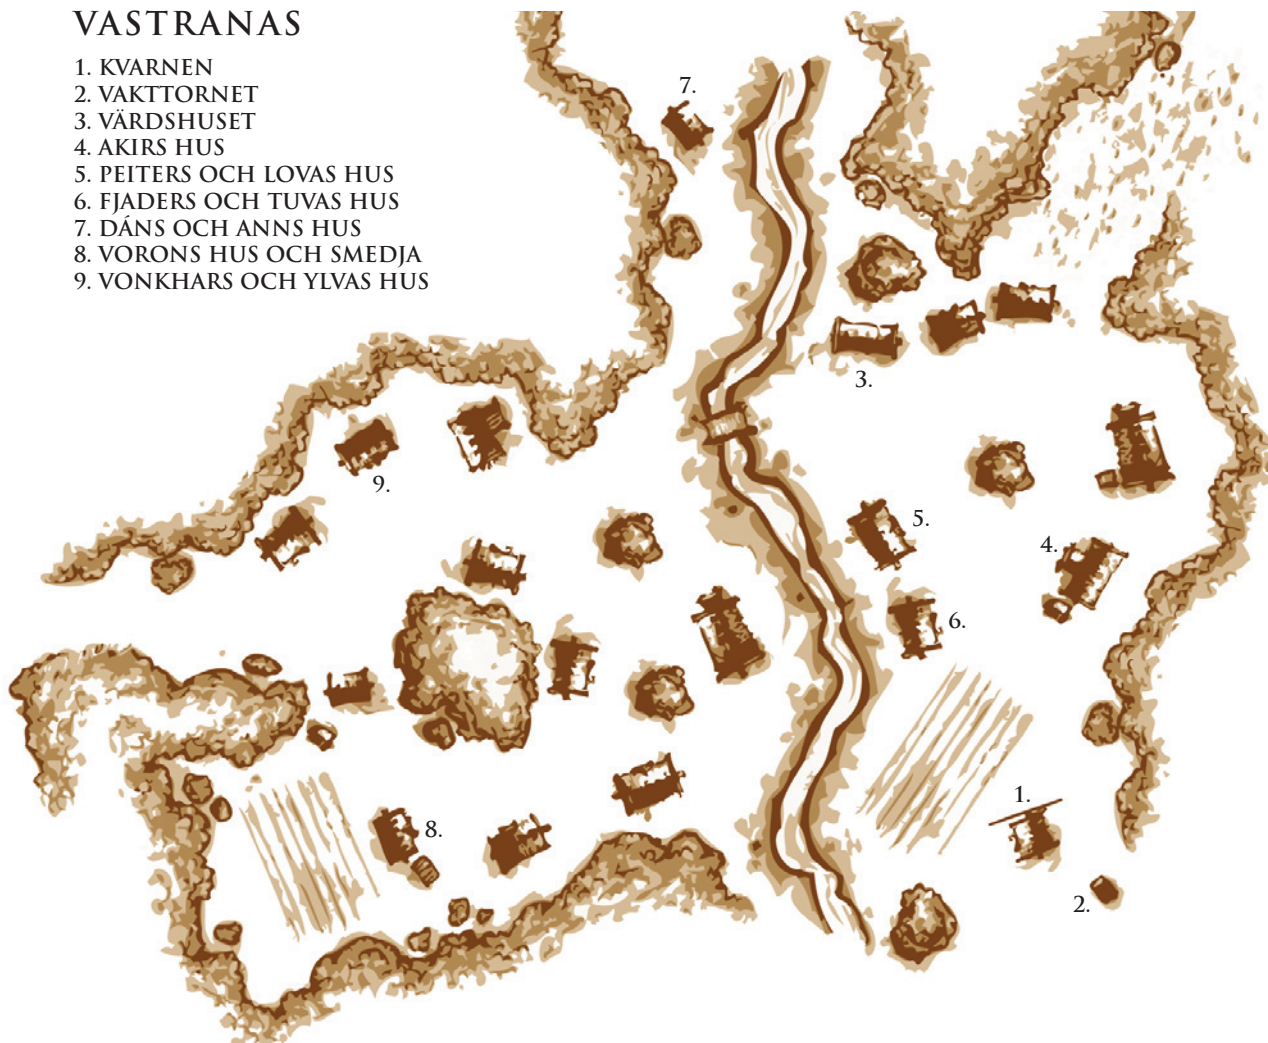 VASTRANAS
1. KVARNEN
2. VAKTTORNET
3. VÄRDSHUSET
4. AKIRS HUS
5. PEITERS OCH LOVAS HUS
6. FJADERS OCH TUVAS HUS
7. DÁNS OCH ANNS HUS
8. VORONS HUS OCH SMEDJA
9. VONKHARS OCH YLVAS HUS
7.
3.
9.
5.
4.
6.
1.
8.
2.